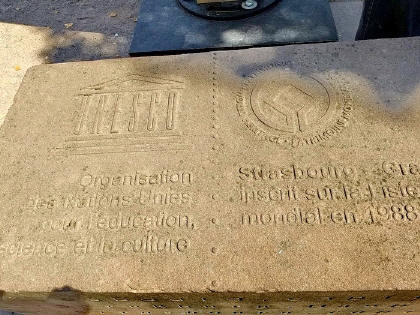 UNESCO
Organisation
des Nations Unies
pour l'éducation,
science et la culture
Strasbourg
inscrit sur la Liste
mondial en 1988